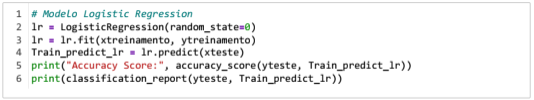 1 # Modelo Logistic Regression
2 lr = LogisticRegression(random_state=0)
3 lr = lr.fit(xtreinamento, ytreinamento)
4 Train_predict_lr = lr.predict(xteste)
5 print("Accuracy Score:", accuracy_score(yteste, Train_predict_lr))
6 print(classification_report(yteste, Train_predict_lr))